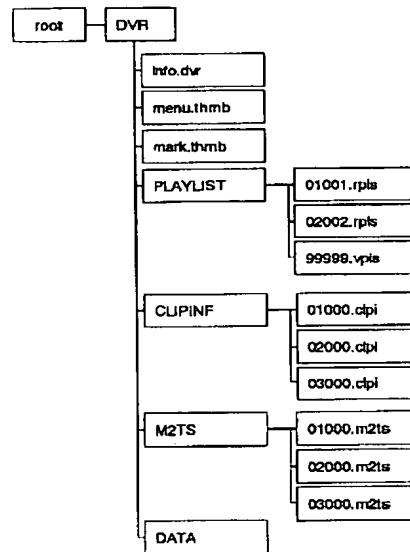 root DVR
info.dvr
menu.thmb
mark.thmb
PLAYLIST 01001.rpls
02002.rpls
99999.vpls
CLIPINF 01000.clpi
02000.clpi
03000.clpi
M2TS 01000.m2ts
02000.m2ts
03000.m2ts
DATA